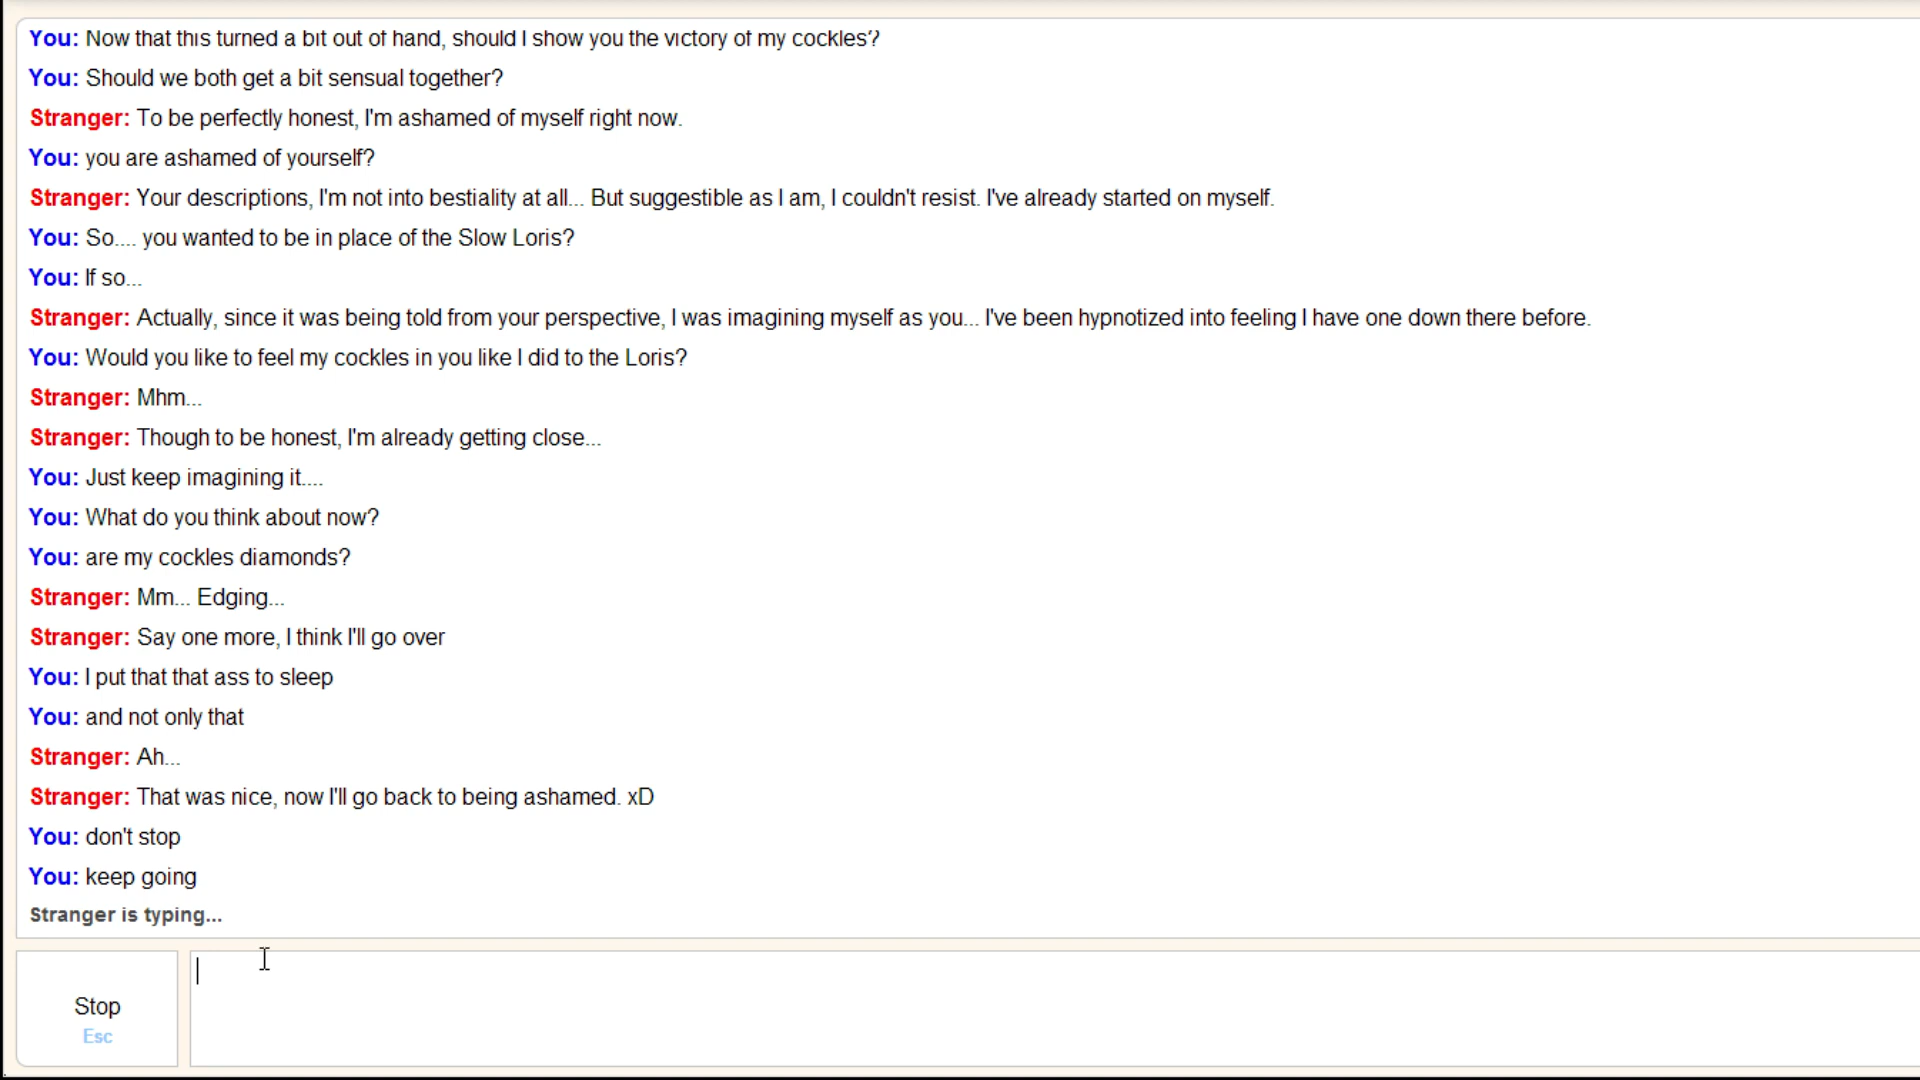 You: Now that this turned a bit out of hand, should I show you the victory of my cockles?
You: Should we both get a bit sensual together?
Stranger: To be perfectly honest, I'm ashamed of myself right now.
You: you are ashamed of yourself?
Stranger: Your descriptions, I'm not into bestiality at all... But suggestible as I am, I couldn't resist. I've already started on myself.
You: So.... you wanted to be in place of the Slow Loris?
You: If so...
Stranger: Actually, since it was being told from your perspective, I was imagining myself as you... I've been hypnotized into feeling I have one down there before.
You: Would you like to feel my cockles in you like I did to the Loris?
Stranger: Mhm...
Stranger: Though to be honest, I'm already getting close...
You: Just keep imagining it....
You: What do you think about now?
You: are my cockles diamonds?
Stranger: Mm... Edging...
Stranger: Say one more, I think I'll go over
You: I put that that ass to sleep
You: and not only that
Stranger: Ah...
Stranger: That was nice, now I'll go back to being ashamed. xD
You: don't stop
You: keep going
Stranger is typing...
Stop
Esc